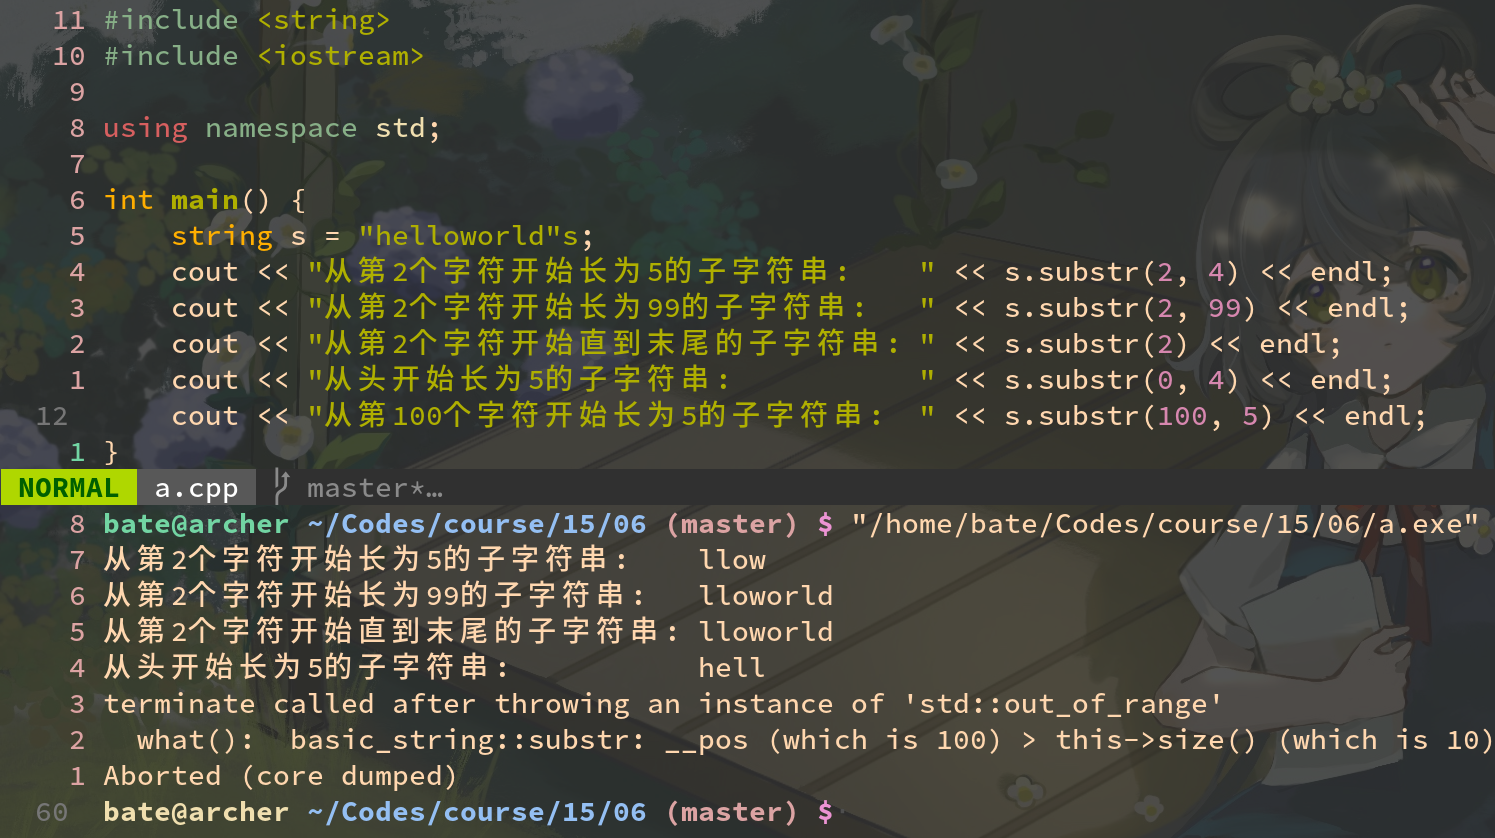 11 #include <string>
10 #include <iostream>
9
8 using namespace std;
7
6 int main() {
5     string s = "helloworld"s;
4     cout << "从第2个字符开始长为5的子字符串:    " << s.substr(2, 4) << endl;
3     cout << "从第2个字符开始长为99的子字符串:   " << s.substr(2, 99) << endl;
2     cout << "从第2个字符开始直到末尾的子字符串: " << s.substr(2) << endl;
1     cout << "从头开始长为5的子字符串:           " << s.substr(0, 4) << endl;
12     cout << "从第100个字符开始长为5的子字符串:  " << s.substr(100, 5) << endl;
1 }
NORMAL a.cpp master*…
8 bate@archer ~/Codes/course/15/06 (master) $ "/home/bate/Codes/course/15/06/a.exe"
7 从第2个字符开始长为5的子字符串:    llow
6 从第2个字符开始长为99的子字符串:   lloworld
5 从第2个字符开始直到末尾的子字符串: lloworld
4 从头开始长为5的子字符串:           hell
3 terminate called after throwing an instance of 'std::out_of_range'
2   what():  basic_string::substr: __pos (which is 100) > this->size() (which is 10)
1 Aborted (core dumped)
60 bate@archer ~/Codes/course/15/06 (master) $